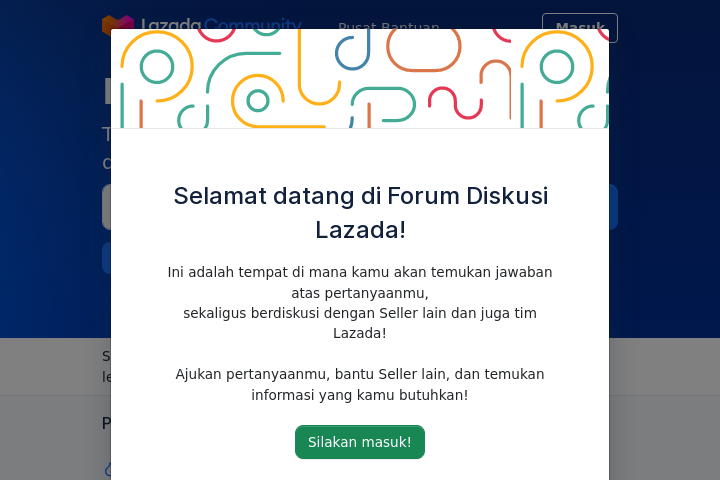 Lazada Community
Pusat Bantuan
Masuk
Selamat datang di Forum Diskusi
Lazada!
Ini adalah tempat di mana kamu akan temukan jawaban
atas pertanyaanmu,
sekaligus berdiskusi dengan Seller lain dan juga tim
Lazada!
Ajukan pertanyaanmu, bantu Seller lain, dan temukan
informasi yang kamu butuhkan!
Silakan masuk!